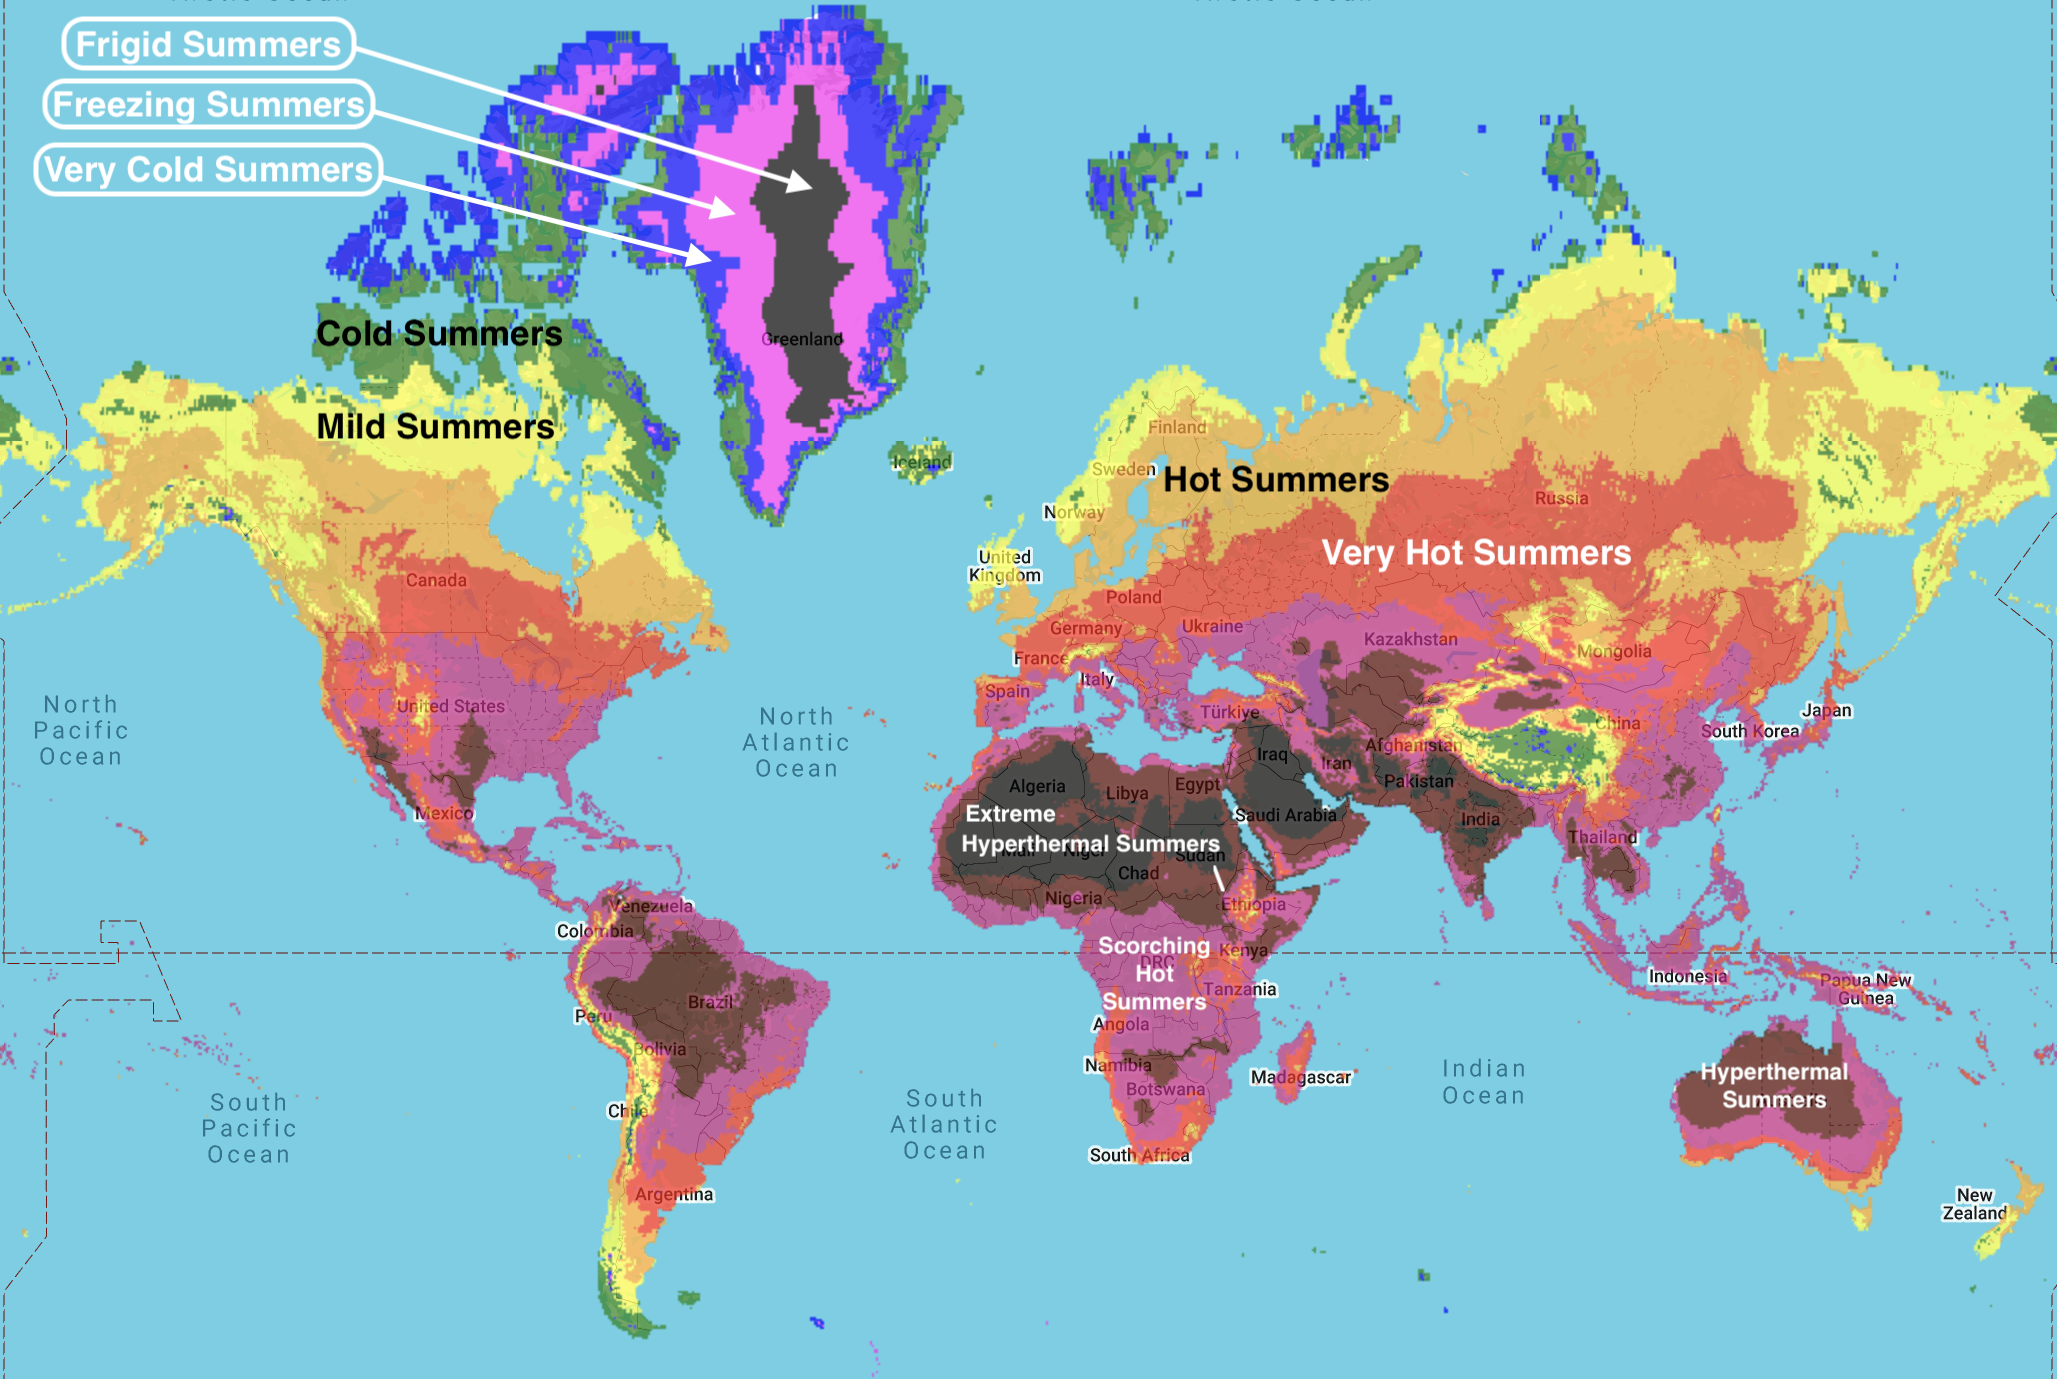 Frigid Summers
Freezing Summers
Very Cold Summers
Greenland
Cold Summers
Mild Summers
Iceland
Finland
Sweden
Norway
Hot Summers
Russia
Very Hot Summers
United
Kingdom
Canada
Poland
Germany
Ukraine
Kazakhstan
Mongolia
France
Italy
Spain
United States
Türkiye
China
Japan
South Korea
North
Pacific
Ocean
North
Atlantic
Ocean
Afghanistan
Iraq
Iran
Pakistan
Algeria
Libya
Egypt
Saudi Arabia
India
Mexico
Extreme
Hyperthermal Summers
Mali
Niger
Sudan
Thailand
Chad
Nigeria
Ethiopia
Venezuela
Colombia
Scorching
Hot
Summers
DRC
Kenya
Tanzania
Indonesia
Papua New
Guinea
Brazil
Peru
Angola
Bolivia
Namibia
Botswana
Madagascar
Indian
Ocean
Hyperthermal
Summers
South
Pacific
Ocean
Chile
South
Atlantic
Ocean
South Africa
Argentina
New
Zealand